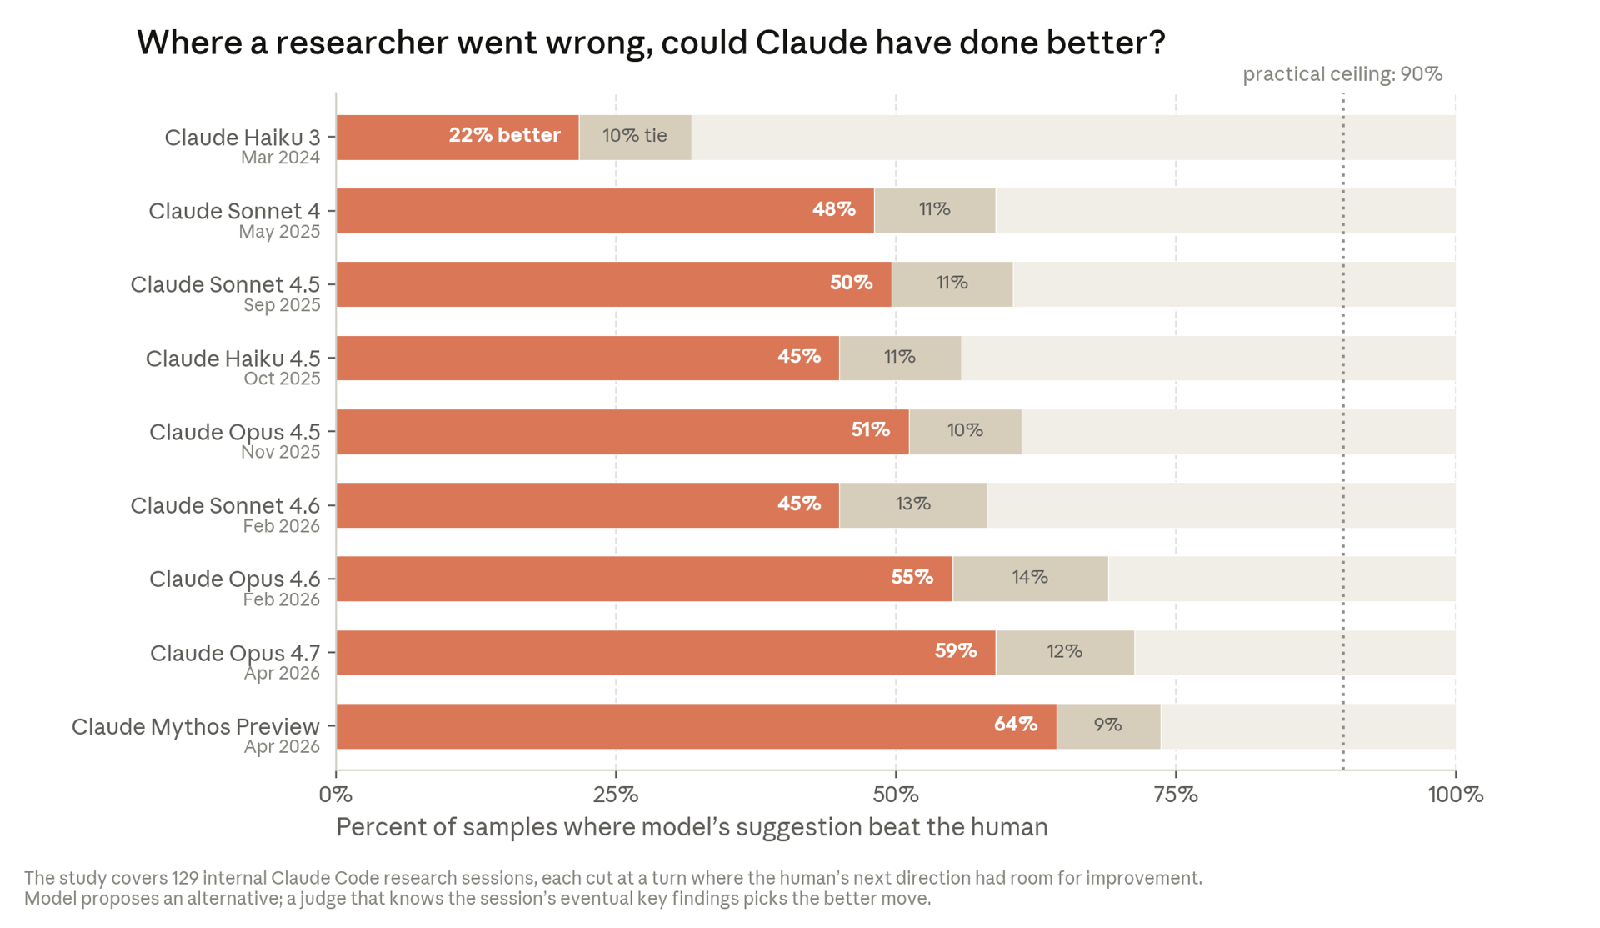 Where a researcher went wrong, could Claude have done better?
practical ceiling: 90%
Claude Haiku 3
Mar 2024
22% better
10% tie
Claude Sonnet 4
May 2025
48%
11%
Claude Sonnet 4.5
Sep 2025
50%
11%
Claude Haiku 4.5
Oct 2025
45%
11%
Claude Opus 4.5
Nov 2025
51%
10%
Claude Sonnet 4.6
Feb 2026
45%
13%
Claude Opus 4.6
Feb 2026
55%
14%
Claude Opus 4.7
Apr 2026
59%
12%
Claude Mythos Preview
Apr 2026
64%
9%
0%
25%
50%
75%
100%
Percent of samples where model’s suggestion beat the human
The study covers 129 internal Claude Code research sessions, each cut at a turn where the human’s next direction had room for improvement.
Model proposes an alternative; a judge that knows the session’s eventual key findings picks the better move.